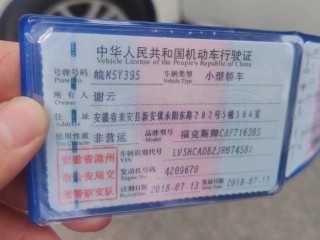 中华人民共和国机动车行驶证
Vehicle License of the People's Republic of China
号牌号码 皖M5Y395 车辆类型 小型轿车
Plate No. Vehicle Type
所有人 谢云
Owner
住址 安徽省来安县新安镇永阳东路292号5幢504室
Address
使用性质 非营运 品牌型号 福克斯牌CAF7163B5
Use Character Model
安徽省滁州市公安局交通警察支队
车辆识别代号 LVSHCADB2JR074581
VIN
发动机号码 4209670
Engine No.
注册日期 2018-07-13 发证日期 2018-07-13